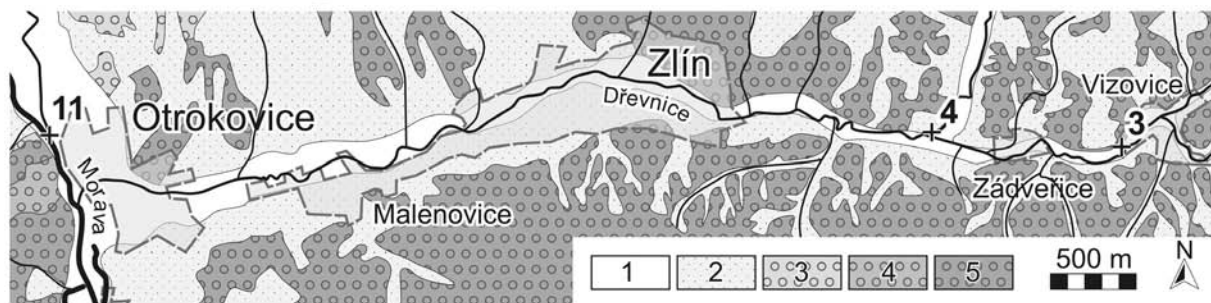 11
Otrokovice
Morava
Malenovice
Zlín
Dřevnice
4
3
Vizovice
Zádveřice
1 2 3 4 5
500 m
N